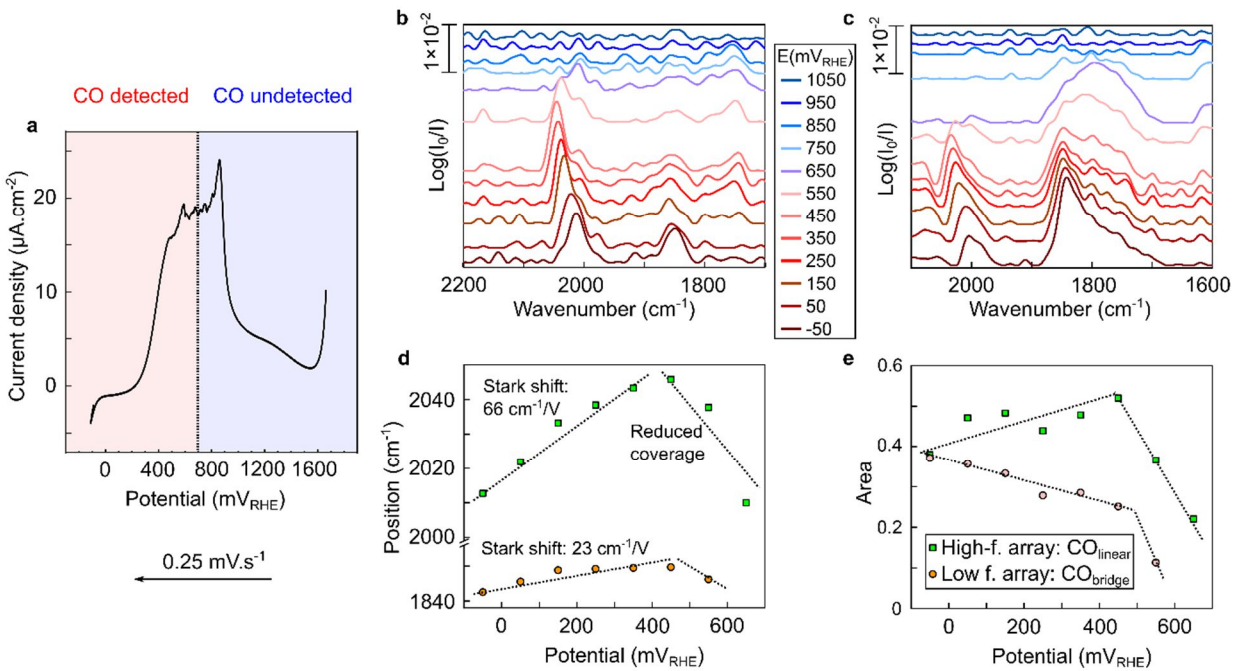 CO detected
CO undetected
a
Current density (µA.cm⁻²)
20
15
10
5
0
0
400
800
1200
1600
Potential (mV_RHE)
0.25 mV.s⁻¹
b
1×10⁻²
Log(I₀/I)
2200
2000
1800
Wavenumber (cm⁻¹)
E(mV_RHE)
1050
950
850
750
650
550
450
350
250
150
50
-50
c
1×10⁻²
Log(I₀/I)
2000
1800
1600
Wavenumber (cm⁻¹)
d
Position (cm⁻¹)
2040
2020
2000
1840
Stark shift:
66 cm⁻¹/V
Reduced
coverage
Stark shift: 23 cm⁻¹/V
0
200
400
600
Potential (mV_RHE)
e
Area
0.6
0.4
0.2
0
High-f. array: CO_linear
Low f. array: CO_bridge
0
200
400
600
Potential (mV_RHE)